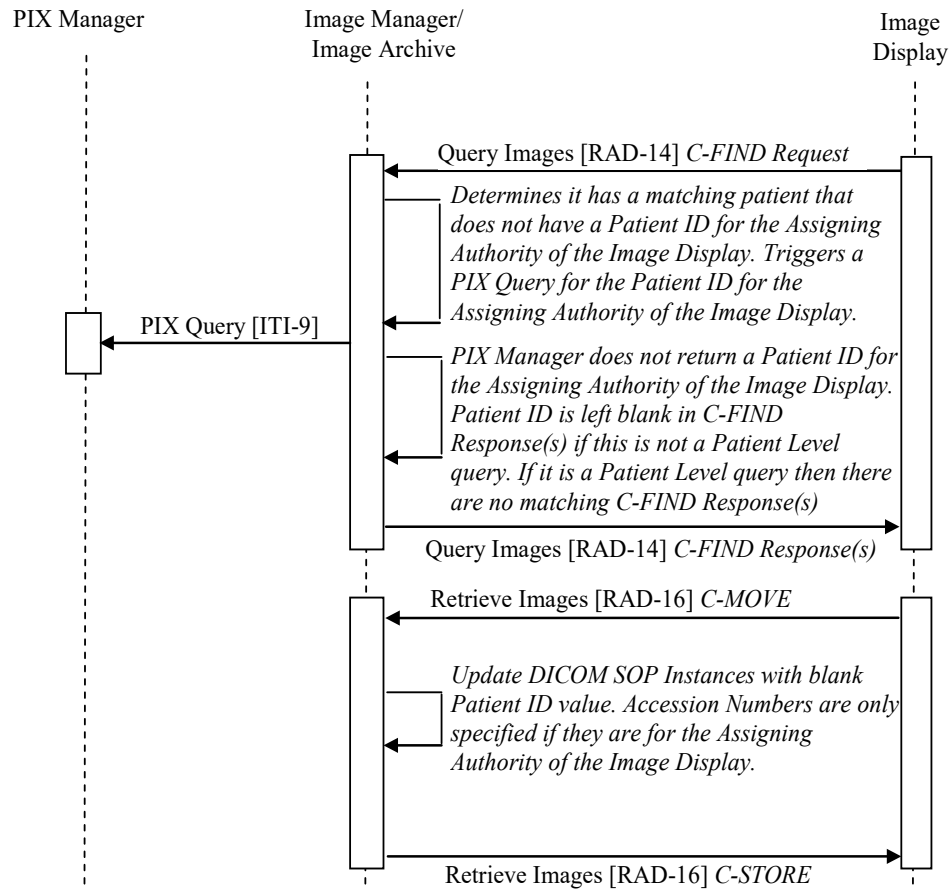 PIX Manager
Image Manager/
Image Archive
Image
Display
Query Images [RAD-14] C-FIND Request
Determines it has a matching patient that
does not have a Patient ID for the Assigning
Authority of the Image Display. Triggers a
PIX Query for the Patient ID for the
Assigning Authority of the Image Display.
PIX Query [ITI-9]
PIX Manager does not return a Patient ID for
the Assigning Authority of the Image Display.
Patient ID is left blank in C-FIND
Response(s) if this is not a Patient Level
query. If it is a Patient Level query then there
are no matching C-FIND Response(s)
Query Images [RAD-14] C-FIND Response(s)
Retrieve Images [RAD-16] C-MOVE
Update DICOM SOP Instances with blank
Patient ID value. Accession Numbers are only
specified if they are for the Assigning
Authority of the Image Display.
Retrieve Images [RAD-16] C-STORE